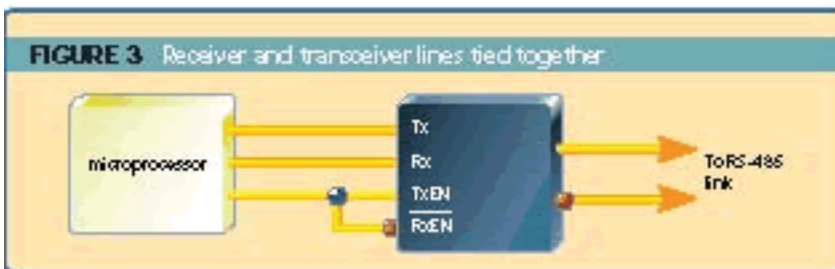 FIGURE 3 Receiver and transceiver lines tied together
microprocessor
Tx
Rx
TxEN
RxEN
To RS-485
link